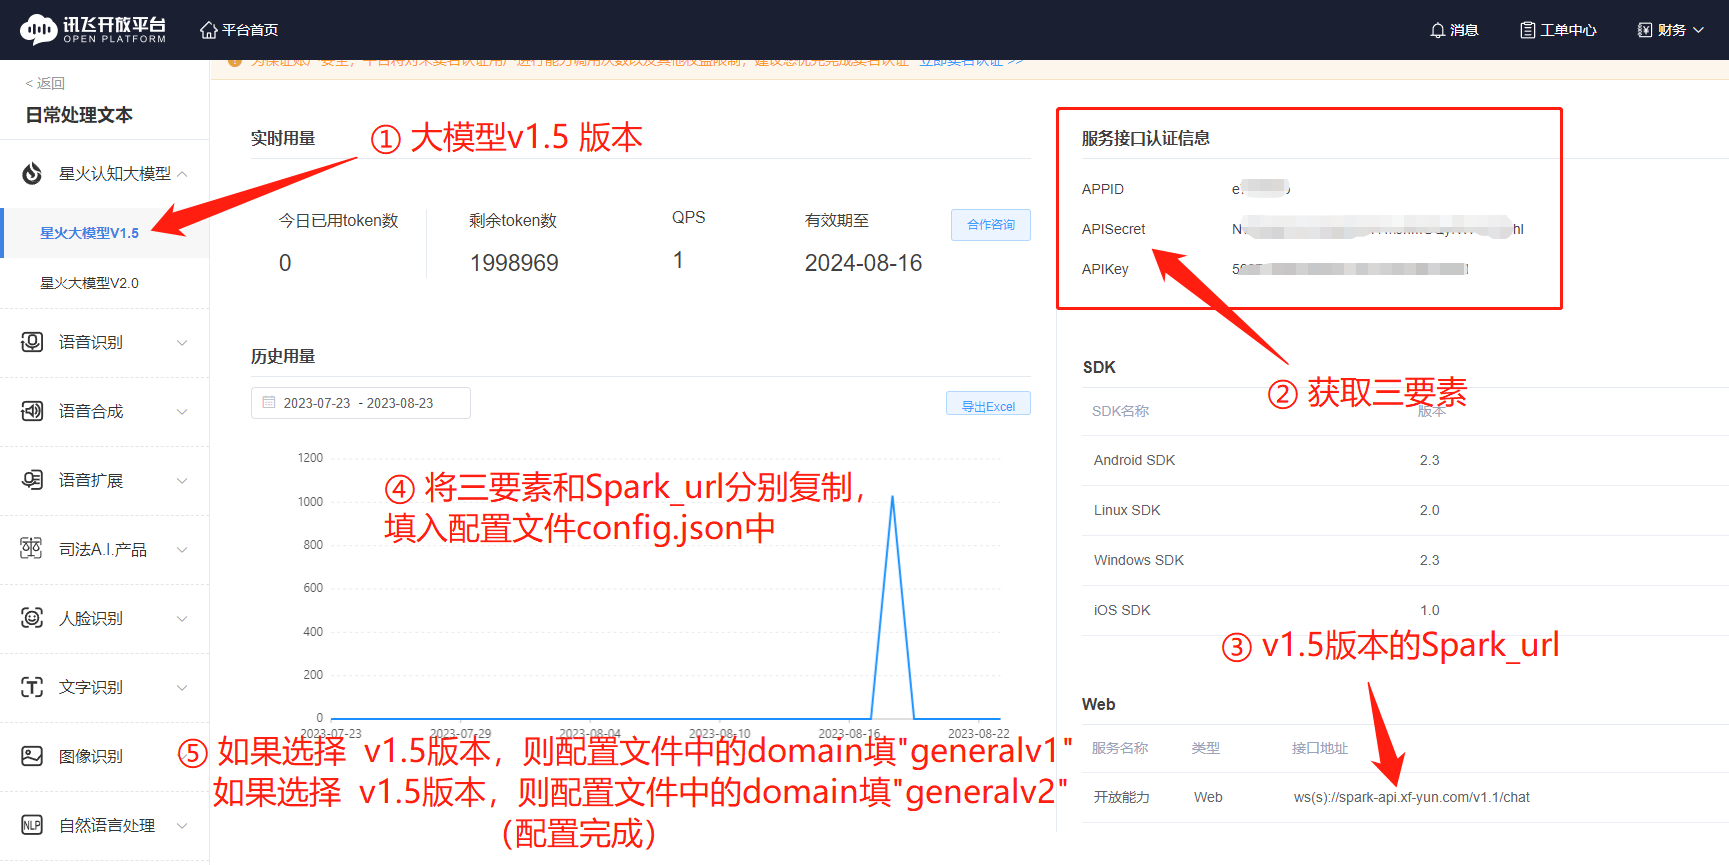 讯飞开放平台
OPEN PLATFORM
平台首页
消息
工单中心
财务
立即实名认证 >>
< 返回
日常处理文本
星火认知大模型
星火大模型V1.5
星火大模型V2.0
语音识别
语音合成
语音扩展
司法A.I.产品
人脸识别
文字识别
图像识别
自然语言处理
实时用量
① 大模型v1.5 版本
今日已用token数
0
剩余token数
1998969
QPS
1
有效期至
2024-08-16
合作咨询
历史用量
2023-07-23 - 2023-08-23
导出Excel
④ 将三要素和Spark_url分别复制，
填入配置文件config.json中
1200
1000
800
600
400
200
0
2023-07-23
2023-07-29
2023-08-04
2023-08-10
2023-08-16
2023-08-22
⑤ 如果选择 v1.5版本，则配置文件中的domain填"generalv1"
如果选择 v1.5版本，则配置文件中的domain填"generalv2"
（配置完成）
服务接口认证信息
APPID
APISecret
APIKey
② 获取三要素
SDK
SDK名称 版本
Android SDK 2.3
Linux SDK 2.0
Windows SDK 2.3
iOS SDK 1.0
③ v1.5版本的Spark_url
Web
服务名称 类型 接口地址
开放能力 Web ws(s)://spark-api.xf-yun.com/v1.1/chat